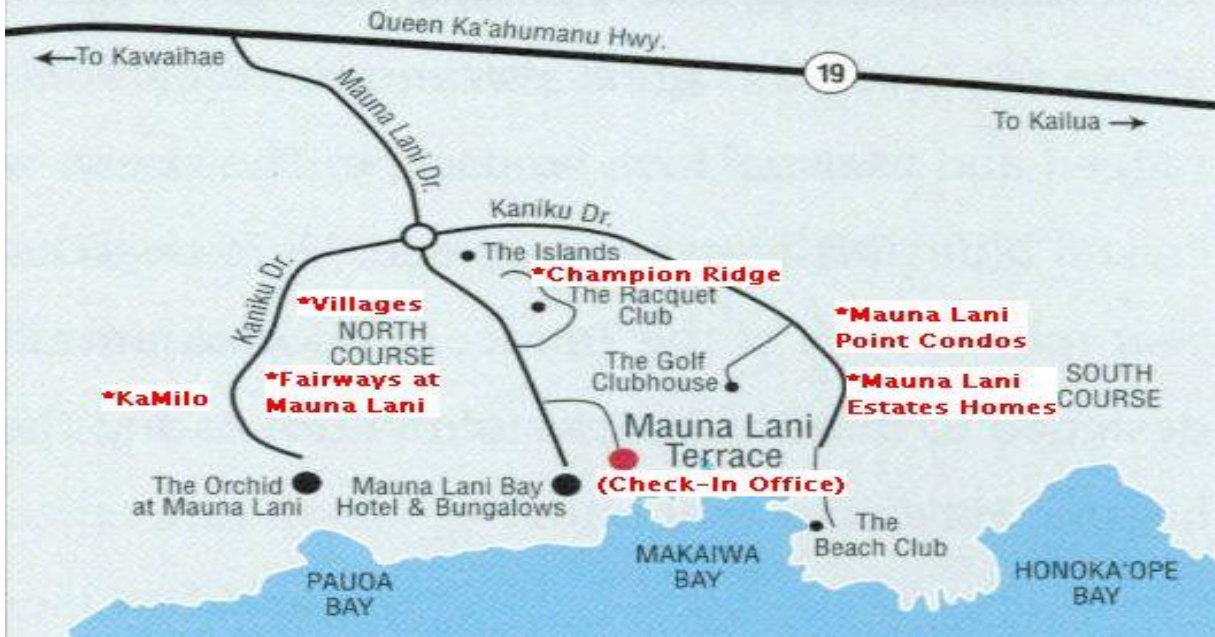 Queen Ka'ahumanu Hwy.
←To Kawaihae
19
To Kailua →
Mauna Lani Dr.
Kaniku Dr.
Kaniku Dr.
The Islands
*Champion Ridge
The Racquet
Club
*Villages
NORTH
COURSE
*Mauna Lani
Point Condos
The Golf
Clubhouse
*Fairways at
Mauna Lani
*KaMilo
*Mauna Lani
Estates Homes
SOUTH
COURSE
Mauna Lani
Terrace
(Check-In Office)
The Orchid
at Mauna Lani
Mauna Lani Bay
Hotel & Bungalows
The
Beach Club
PAUOA
BAY
MAKAIWA
BAY
HONOKA'OPE
BAY